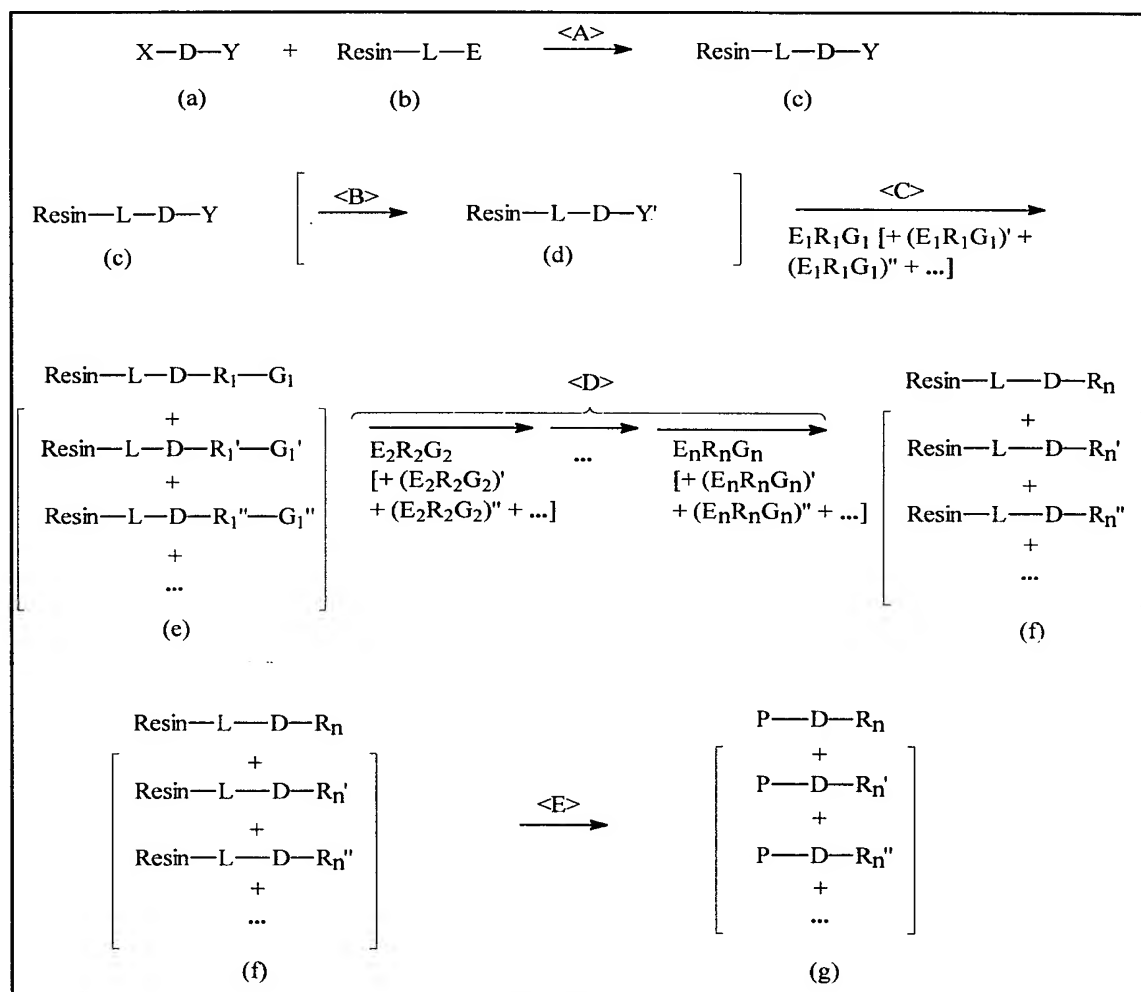 X—D—Y + Resin—L—E <A> Resin—L—D—Y
(a) (b) (c)
Resin—L—D—Y <B> Resin—L—D—Y' <C>
(c) (d) E₁R₁G₁ [+ (E₁R₁G₁)' +
(E₁R₁G₁)" + ...]
Resin—L—D—R₁—G₁ <D> Resin—L—D—Rn
+ +
Resin—L—D—R₁'—G₁' E₂R₂G₂ ... EnRnGn Resin—L—D—Rn'
+ [+ (E₂R₂G₂)' [+ (EnRnGn)' +
Resin—L—D—R₁"—G₁" + (E₂R₂G₂)" + ...] + (EnRnGn)" + ...] Resin—L—D—Rn"
+ +
... ...
(e) (f)
Resin—L—D—Rn P—D—Rn
+ +
Resin—L—D—Rn' <E> P—D—Rn'
+ +
Resin—L—D—Rn" P—D—Rn"
+ +
... ...
(f) (g)